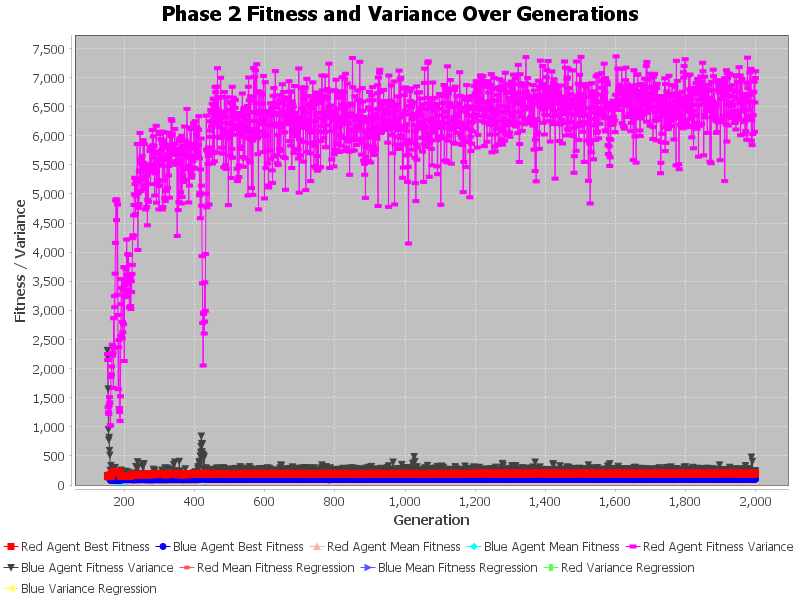 Phase 2 Fitness and Variance Over Generations
Fitness / Variance
7,500
7,000
6,500
6,000
5,500
5,000
4,500
4,000
3,500
3,000
2,500
2,000
1,500
1,000
500
0
200 400 600 800 1,000 1,200 1,400 1,600 1,800 2,000
Generation
Red Agent Best Fitness Blue Agent Best Fitness Red Agent Mean Fitness Blue Agent Mean Fitness Red Agent Fitness Variance
Blue Agent Fitness Variance Red Mean Fitness Regression Blue Mean Fitness Regression Red Variance Regression
Blue Variance Regression